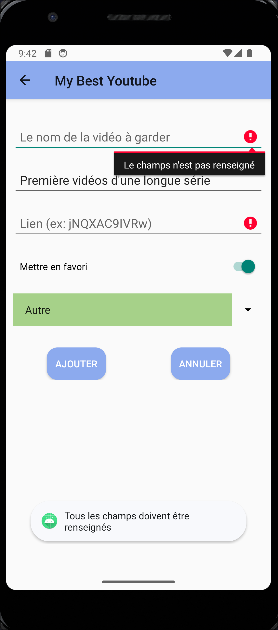 9:42
My Best Youtube
Le nom de la vidéo à garder
Le champs n'est pas renseigné
Première vidéos d'une longue série
Lien (ex: jNQXAC9IVRw)
Mettre en favori
Autre
AJOUTER
ANNULER
Tous les champs doivent être
renseignés